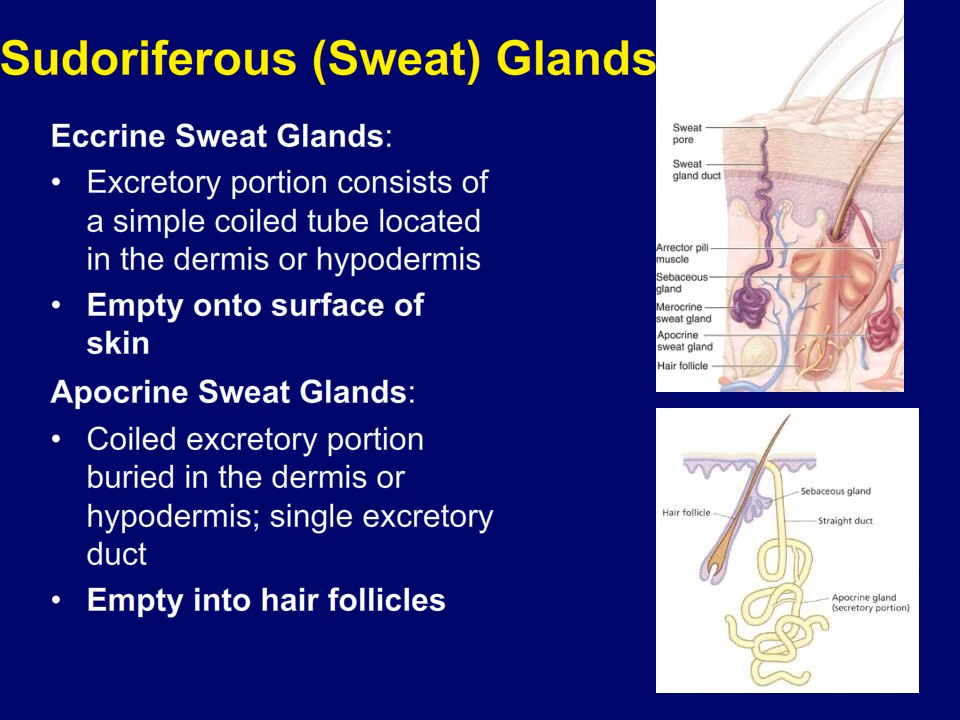 Sudoriferous (Sweat) Glands
Eccrine Sweat Glands:
• Excretory portion consists of
a simple coiled tube located
in the dermis or hypodermis
• Empty onto surface of
skin
Apocrine Sweat Glands:
• Coiled excretory portion
buried in the dermis or
hypodermis; single excretory
duct
• Empty into hair follicles
Sweat
pore
Sweat
gland duct
Arrector pili
muscle
Sebaceous
gland
Merocrine
sweat gland
Apocrine
sweat gland
Hair follicle
Sebaceous gland
Hair follicle
Straight duct
Apocrine gland
(secretory portion)